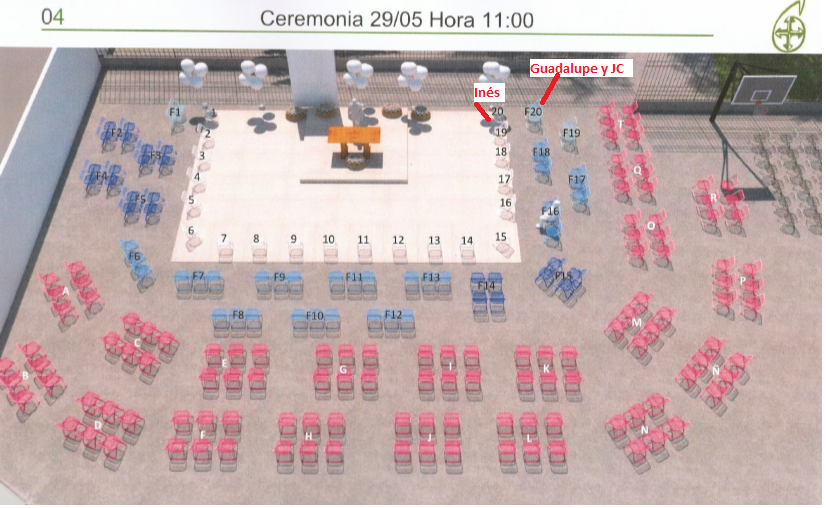 04
Ceremonia 29/05 Hora 11:00
Guadalupe y JC
Inés
F1
1
20
F20
T
F2
2
19
F19
F3
3
18
F18
F4
4
17
F17
Q
F5
5
16
F16
R
O
6
7
8
9
10
11
12
13
14
15
F6
F7
F9
F11
F13
F14
F15
P
A
F8
F10
F12
M
C
E
G
I
K
Ñ
B
D
F
H
J
L
N